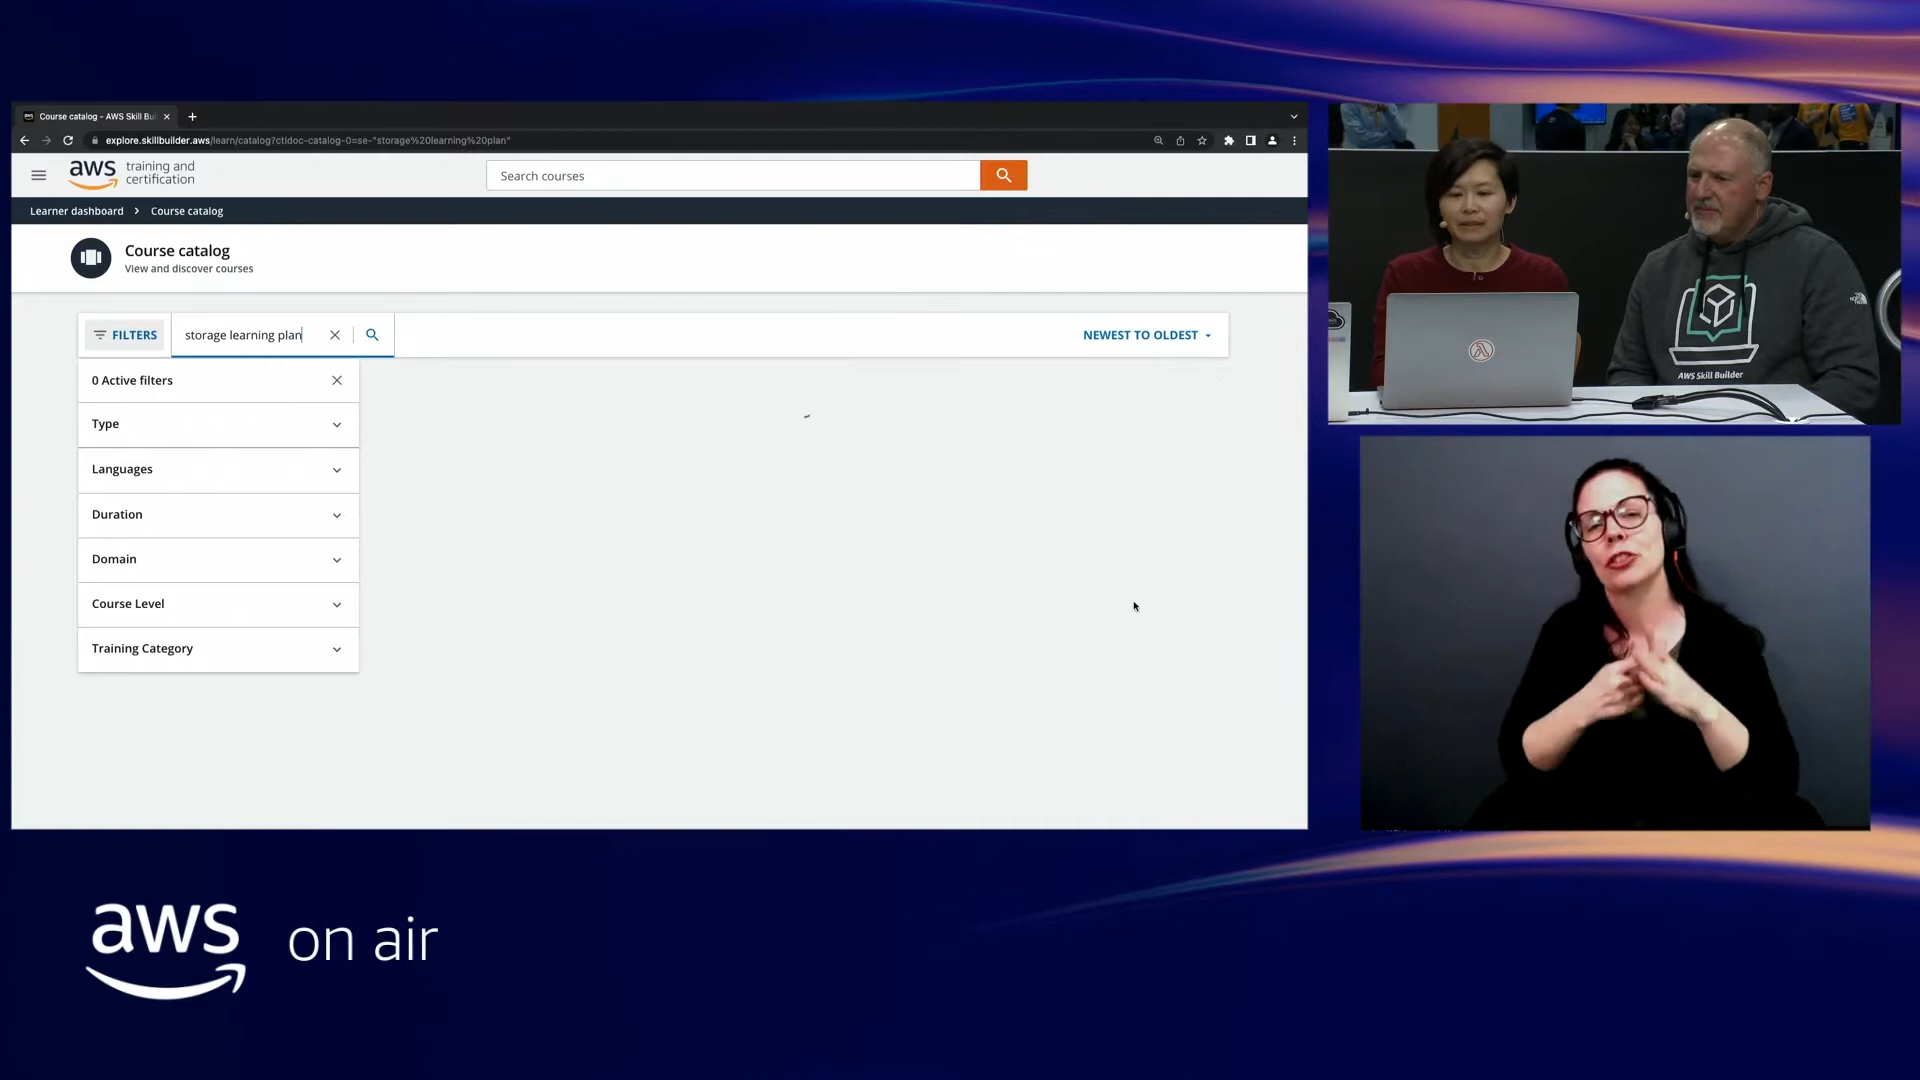 Course catalog - AWS Skill Bu
explore.skillbuilder.aws/learn/catalog?ctldoc-catalog-0=se-"storage%20learning%20plan"
aws training and certification
Search courses
Learner dashboard > Course catalog
Course catalog
View and discover courses
FILTERS
storage learning plan
NEWEST TO OLDEST
0 Active filters
Type
Languages
Duration
Domain
Course Level
Training Category
AWS Skill Builder
aws on air